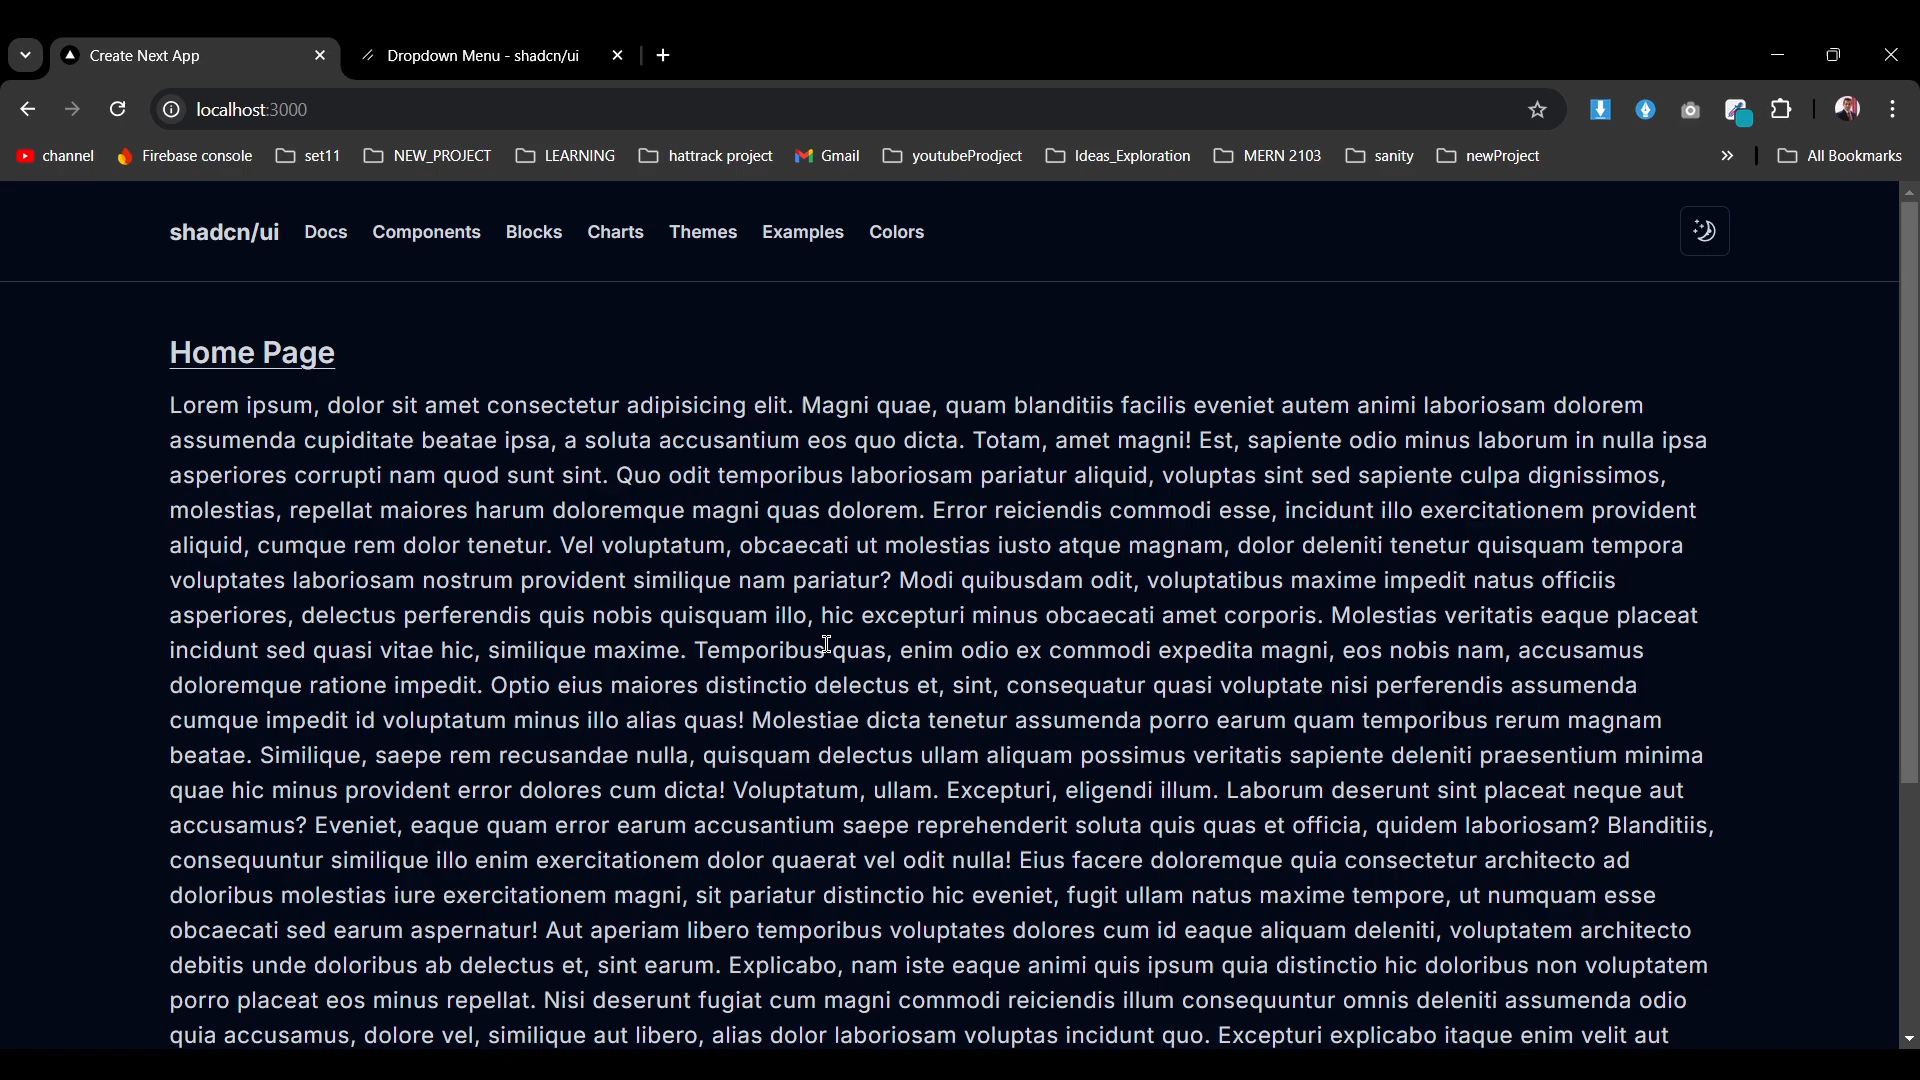 Create Next App
Dropdown Menu - shadcn/ui
localhost:3000
channel Firebase console set11 NEW_PROJECT LEARNING hattrack project Gmail youtubeProdject Ideas_Exploration MERN 2103 sanity newProject » All Bookmarks
shadcn/ui Docs Components Blocks Charts Themes Examples Colors
Home Page
Lorem ipsum, dolor sit amet consectetur adipisicing elit. Magni quae, quam blanditiis facilis eveniet autem animi laboriosam dolorem
assumenda cupiditate beatae ipsa, a soluta accusantium eos quo dicta. Totam, amet magni! Est, sapiente odio minus laborum in nulla ipsa
asperiores corrupti nam quod sunt sint. Quo odit temporibus laboriosam pariatur aliquid, voluptas sint sed sapiente culpa dignissimos,
molestias, repellat maiores harum doloremque magni quas dolorem. Error reiciendis commodi esse, incidunt illo exercitationem provident
aliquid, cumque rem dolor tenetur. Vel voluptatum, obcaecati ut molestias iusto atque magnam, dolor deleniti tenetur quisquam tempora
voluptates laboriosam nostrum provident similique nam pariatur? Modi quibusdam odit, voluptatibus maxime impedit natus officiis
asperiores, delectus perferendis quis nobis quisquam illo, hic excepturi minus obcaecati amet corporis. Molestias veritatis eaque placeat
incidunt sed quasi vitae hic, similique maxime. Temporibus quas, enim odio ex commodi expedita magni, eos nobis nam, accusamus
doloremque ratione impedit. Optio eius maiores distinctio delectus et, sint, consequatur quasi voluptate nisi perferendis assumenda
cumque impedit id voluptatum minus illo alias quas! Molestiae dicta tenetur assumenda porro earum quam temporibus rerum magnam
beatae. Similique, saepe rem recusandae nulla, quisquam delectus ullam aliquam possimus veritatis sapiente deleniti praesentium minima
quae hic minus provident error dolores cum dicta! Voluptatum, ullam. Excepturi, eligendi illum. Laborum deserunt sint placeat neque aut
accusamus? Eveniet, eaque quam error earum accusantium saepe reprehenderit soluta quis quas et officia, quidem laboriosam? Blanditiis,
consequuntur similique illo enim exercitationem dolor quaerat vel odit nulla! Eius facere doloremque quia consectetur architecto ad
doloribus molestias iure exercitationem magni, sit pariatur distinctio hic eveniet, fugit ullam natus maxime tempore, ut numquam esse
obcaecati sed earum aspernatur! Aut aperiam libero temporibus voluptates dolores cum id eaque aliquam deleniti, voluptatem architecto
debitis unde doloribus ab delectus et, sint earum. Explicabo, nam iste eaque animi quis ipsum quia distinctio hic doloribus non voluptatem
porro placeat eos minus repellat. Nisi deserunt fugiat cum magni commodi reiciendis illum consequuntur omnis deleniti assumenda odio
quia accusamus, dolore vel, similique aut libero, alias dolor laboriosam voluptas incidunt quo. Excepturi explicabo itaque enim velit aut